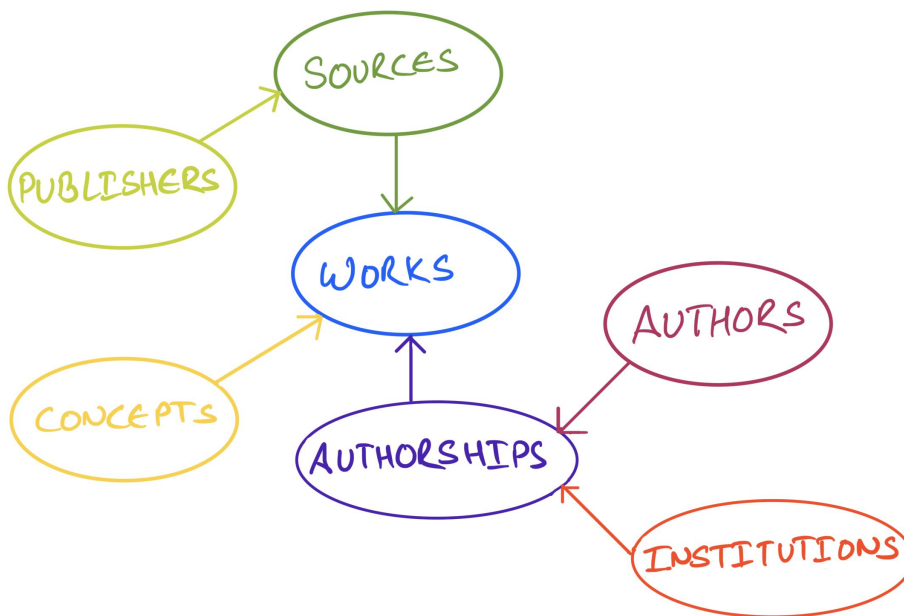 SOURCES
PUBLISHERS
WORKS
AUTHORS
CONCEPTS
AUTHORSHIPS
INSTITUTIONS